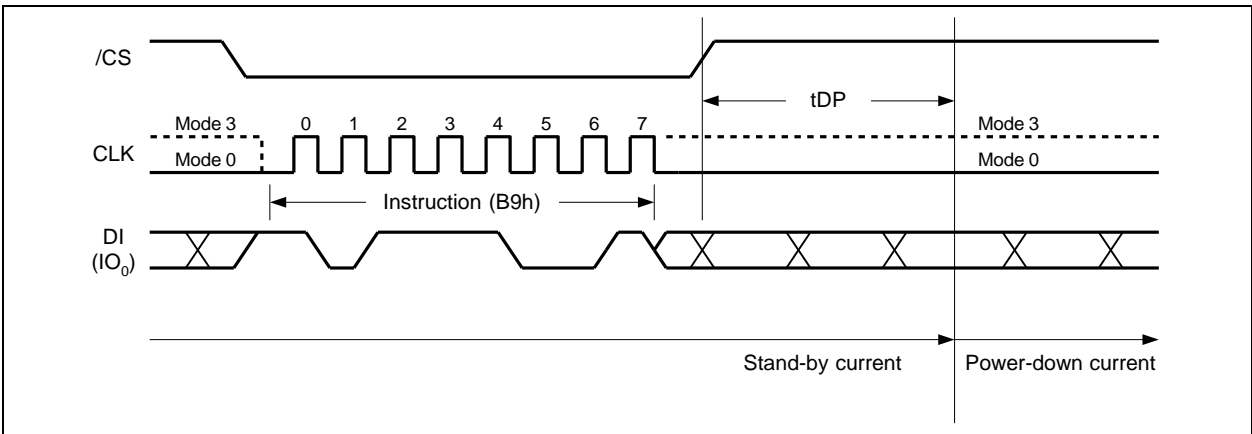 /CS
tDP
Mode 3 0 1 2 3 4 5 6 7 Mode 3
CLK
Mode 0 Mode 0
Instruction (B9h)
DI
(IO0)
Stand-by current Power-down current